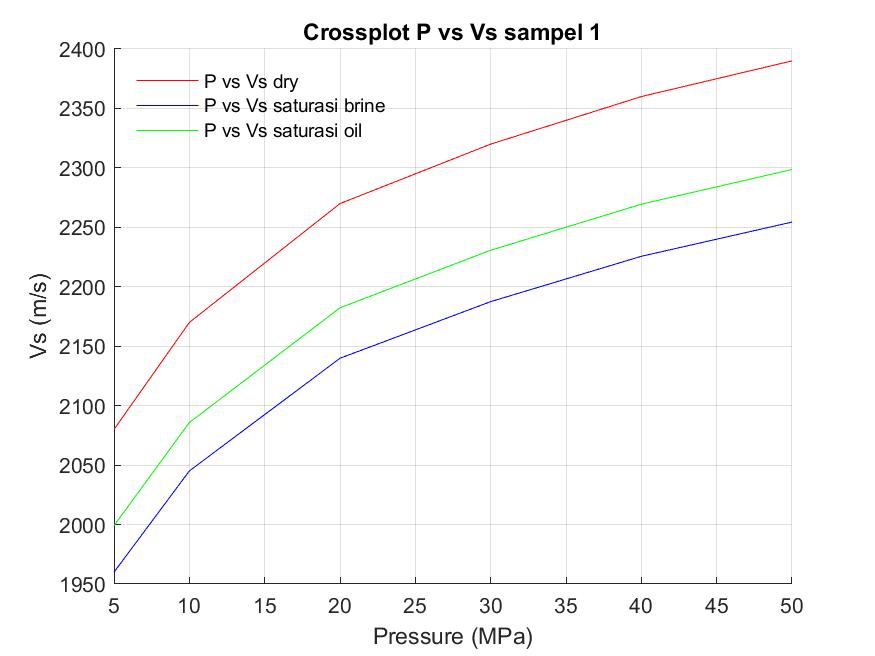 Crossplot P vs Vs sampel 1
2400
2350
2300
2250
2200
2150
2100
2050
2000
1950
Vs (m/s)
P vs Vs dry
P vs Vs saturasi brine
P vs Vs saturasi oil
5 10 15 20 25 30 35 40 45 50
Pressure (MPa)